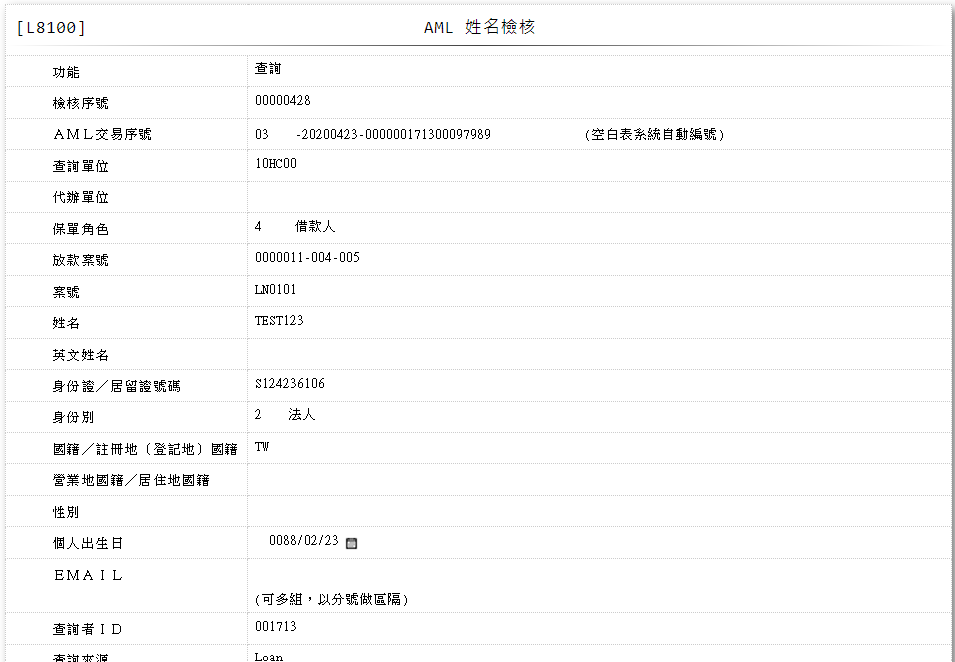 [L8100] AML 姓名檢核
功能 查詢
檢核序號 00000428
ＡＭＬ交易序號 03 -20200423-000000171300097989 (空白表系統自動編號)
查詢單位 10HC00
代辦單位
保單角色 4 借款人
放款案號 0000011-004-005
案號 LN0101
姓名 TEST123
英文姓名
身份證／居留證號碼 S124236106
身份別 2 法人
國籍／註冊地〔登記地〕國籍 TW
營業地國籍／居住地國籍
性別
個人出生日 0088/02/23
ＥＭＡＩＬ
(可多組，以分號做區隔)
查詢者ＩＤ 001713
查詢來源 Loan